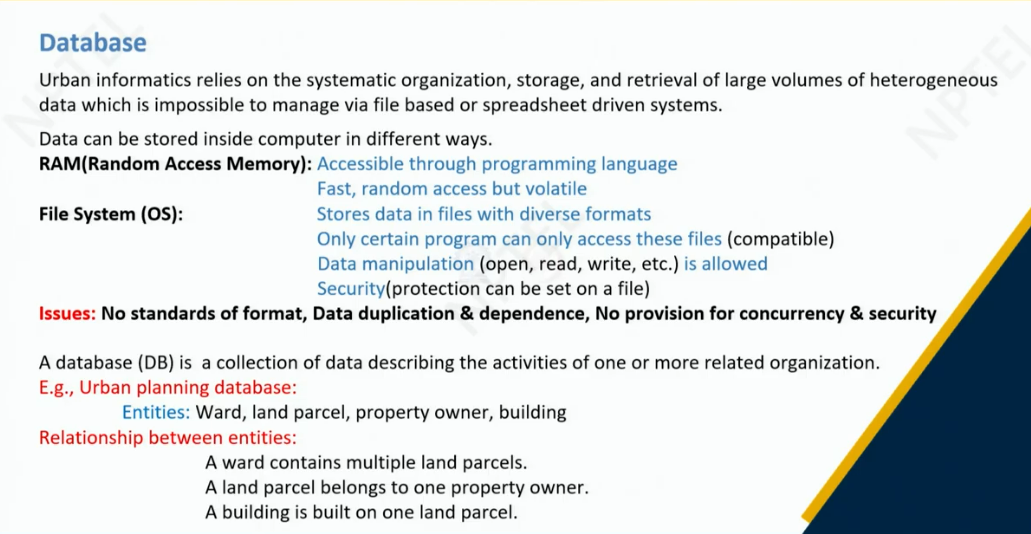 Database
Urban informatics relies on the systematic organization, storage, and retrieval of large volumes of heterogeneous
data which is impossible to manage via file based or spreadsheet driven systems.
Data can be stored inside computer in different ways.
RAM(Random Access Memory): Accessible through programming language
Fast, random access but volatile
File System (OS): Stores data in files with diverse formats
Only certain program can only access these files (compatible)
Data manipulation (open, read, write, etc.) is allowed
Security(protection can be set on a file)
Issues: No standards of format, Data duplication & dependence, No provision for concurrency & security
A database (DB) is a collection of data describing the activities of one or more related organization.
E.g., Urban planning database:
Entities: Ward, land parcel, property owner, building
Relationship between entities:
A ward contains multiple land parcels.
A land parcel belongs to one property owner.
A building is built on one land parcel.
NPTEL
NPTEL
NPTEL